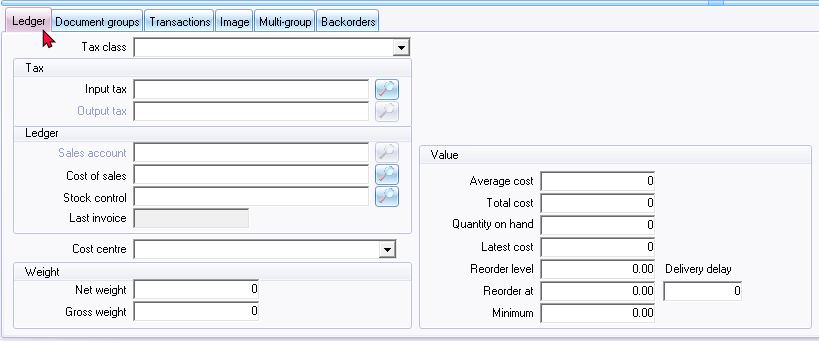 Ledger Document groups Transactions Image Multi-group Backorders
Tax class
Tax
Input tax
Output tax
Ledger
Sales account
Cost of sales
Stock control
Last invoice
Cost centre
Weight
Net weight 0
Gross weight 0
Value
Average cost 0
Total cost 0
Quantity on hand 0
Latest cost 0
Reorder level 0.00 Delivery delay
Reorder at 0.00 0
Minimum 0.00